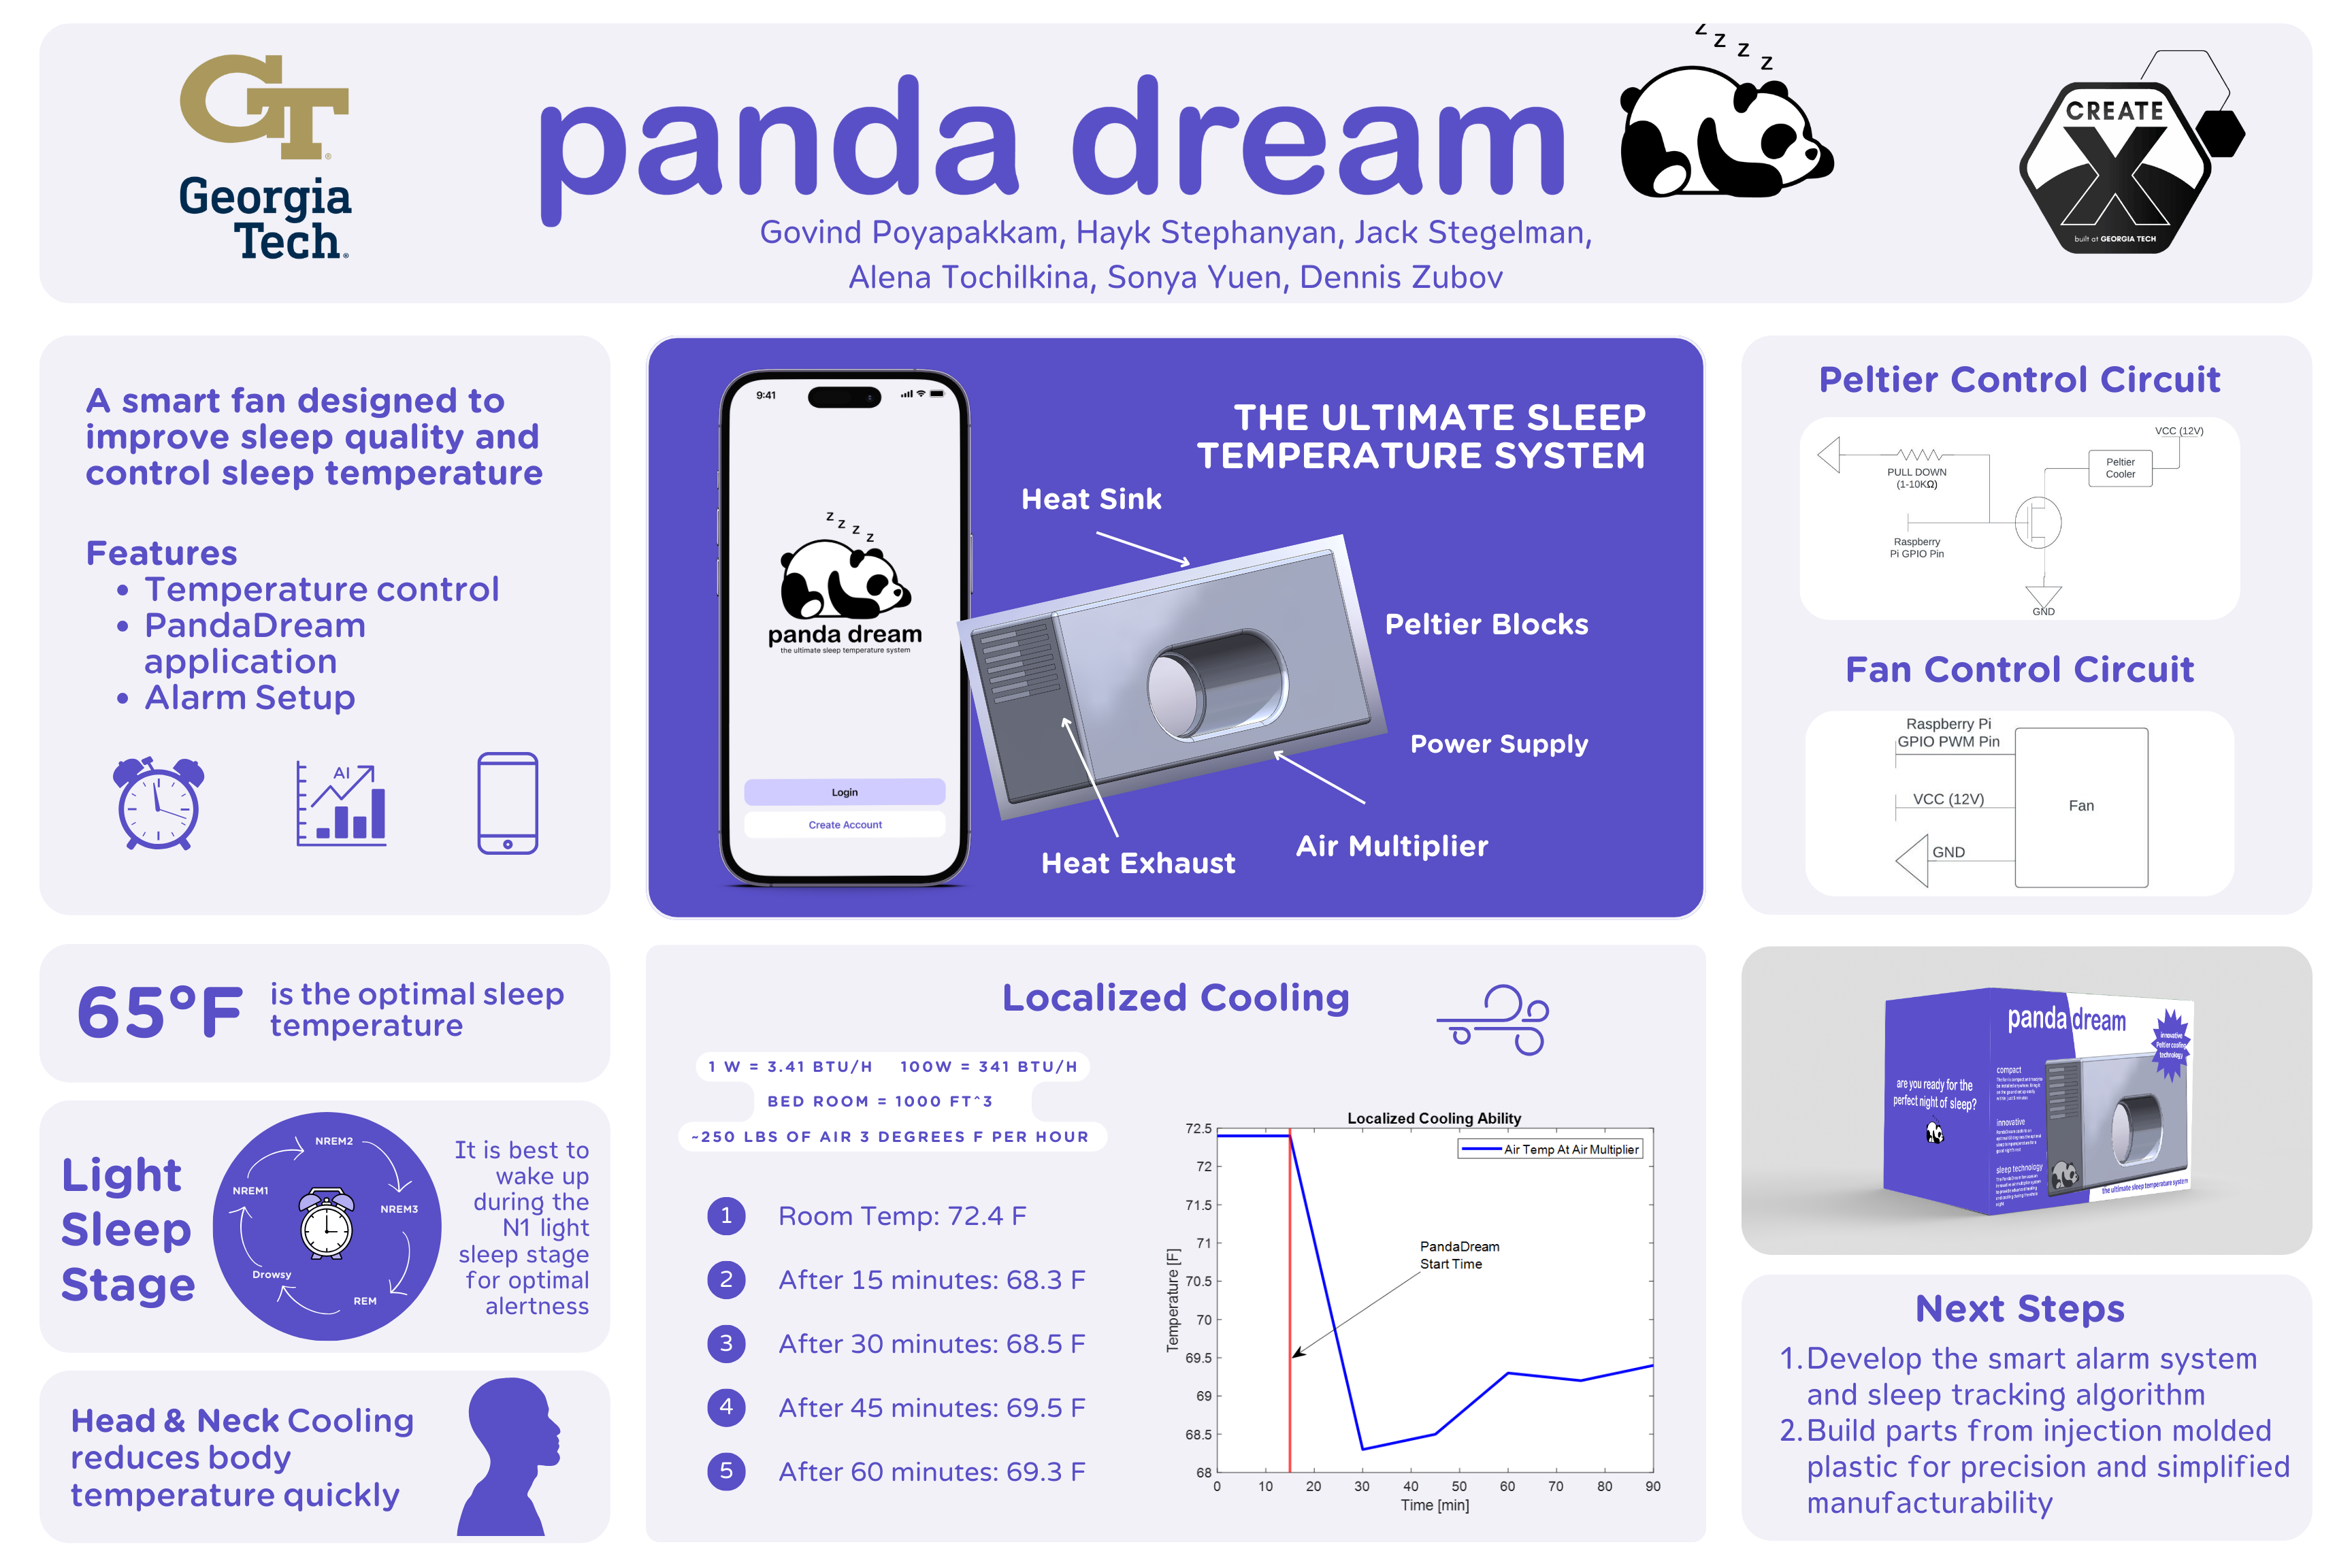 z z z z
GT
Georgia
Tech
panda dream
Govind Poyapakkam, Hayk Stephanyan, Jack Stegelman,
Alena Tochilkina, Sonya Yuen, Dennis Zubov
CREATE
X
built at GEORGIA TECH
A smart fan designed to
improve sleep quality and
control sleep temperature
Features
• Temperature control
• PandaDream
application
• Alarm Setup
AI
9:41
z z z z
panda dream
the ultimate sleep temperature system
Login
Create Account
THE ULTIMATE SLEEP
TEMPERATURE SYSTEM
Heat Sink
Peltier Blocks
Power Supply
Air Multiplier
Heat Exhaust
Peltier Control Circuit
VCC (12V)
Peltier
Cooler
PULL DOWN
(1-10KΩ)
Raspberry
Pi GPIO Pin
GND
Fan Control Circuit
Raspberry Pi
GPIO PWM Pin
VCC (12V)
GND
Fan
65°F
is the optimal sleep
temperature
Light
Sleep
Stage
NREM2
NREM1
NREM3
Drowsy
REM
It is best to
wake up
during the
N1 light
sleep stage
for optimal
alertness
Head & Neck Cooling
reduces body
temperature quickly
Localized Cooling
1 W = 3.41 BTU/H 100W = 341 BTU/H
BED ROOM = 1000 FT^3
~250 LBS OF AIR 3 DEGREES F PER HOUR
1 Room Temp: 72.4 F
2 After 15 minutes: 68.3 F
3 After 30 minutes: 68.5 F
4 After 45 minutes: 69.5 F
5 After 60 minutes: 69.3 F
Localized Cooling Ability
Air Temp At Air Multiplier
PandaDream
Start Time
Temperature [F]
72.5
72
71.5
71
70.5
70
69.5
69
68.5
68
0 10 20 30 40 50 60 70 80 90
Time [min]
panda dream
innovative
Peltier cooling
technology
are you ready for the
perfect night of sleep?
compact
innovative
sleep technology
the ultimate sleep temperature system
Next Steps
1. Develop the smart alarm system
and sleep tracking algorithm
2. Build parts from injection molded
plastic for precision and simplified
manufacturability